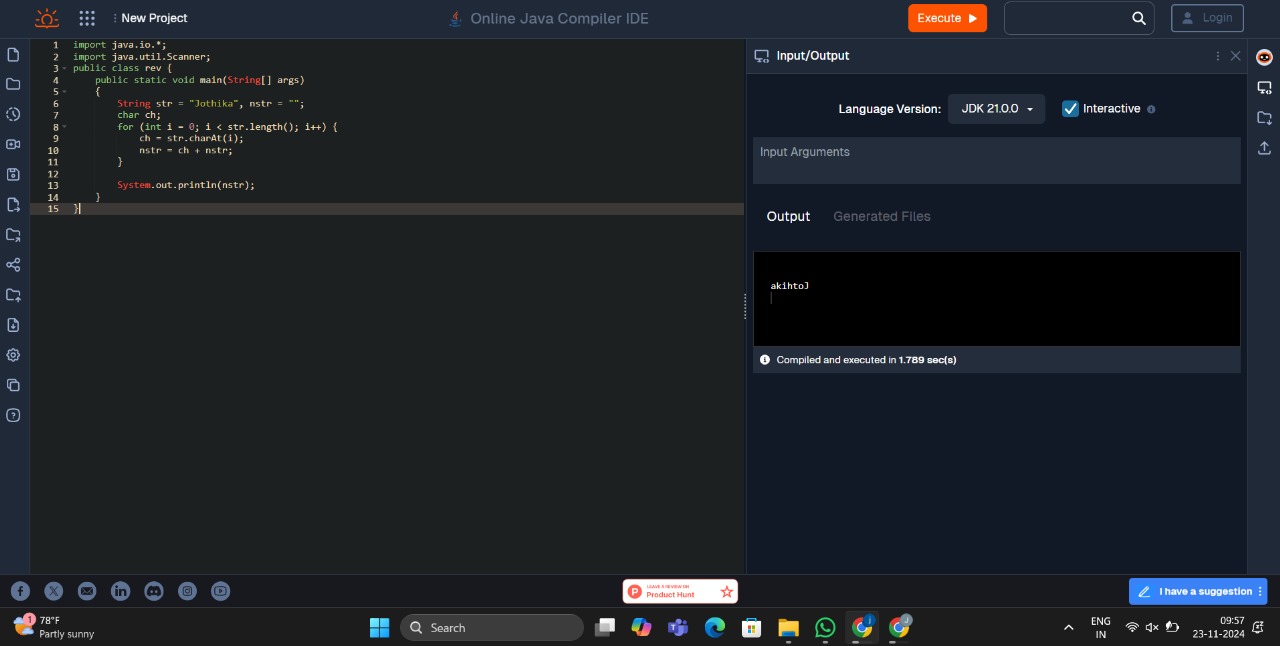 New Project
Online Java Compiler IDE
Execute
Login
1 import java.io.*;
2 import java.util.Scanner;
3 public class rev {
4 public static void main(String[] args)
5 {
6 String str = "Jothika", nstr = "";
7 char ch;
8 for (int i = 0; i < str.length(); i++) {
9 ch = str.charAt(i);
10 nstr = ch + nstr;
11 }
12
13 System.out.println(nstr);
14 }
15 }
Input/Output
Language Version:
JDK 21.0.0
Interactive
Input Arguments
Output
Generated Files
akihtoJ
Compiled and executed in 1.789 sec(s)
LEAVE A REVIEW ON
Product Hunt
I have a suggestion
1
78°F
Partly sunny
Search
ENG
IN
09:57
23-11-2024